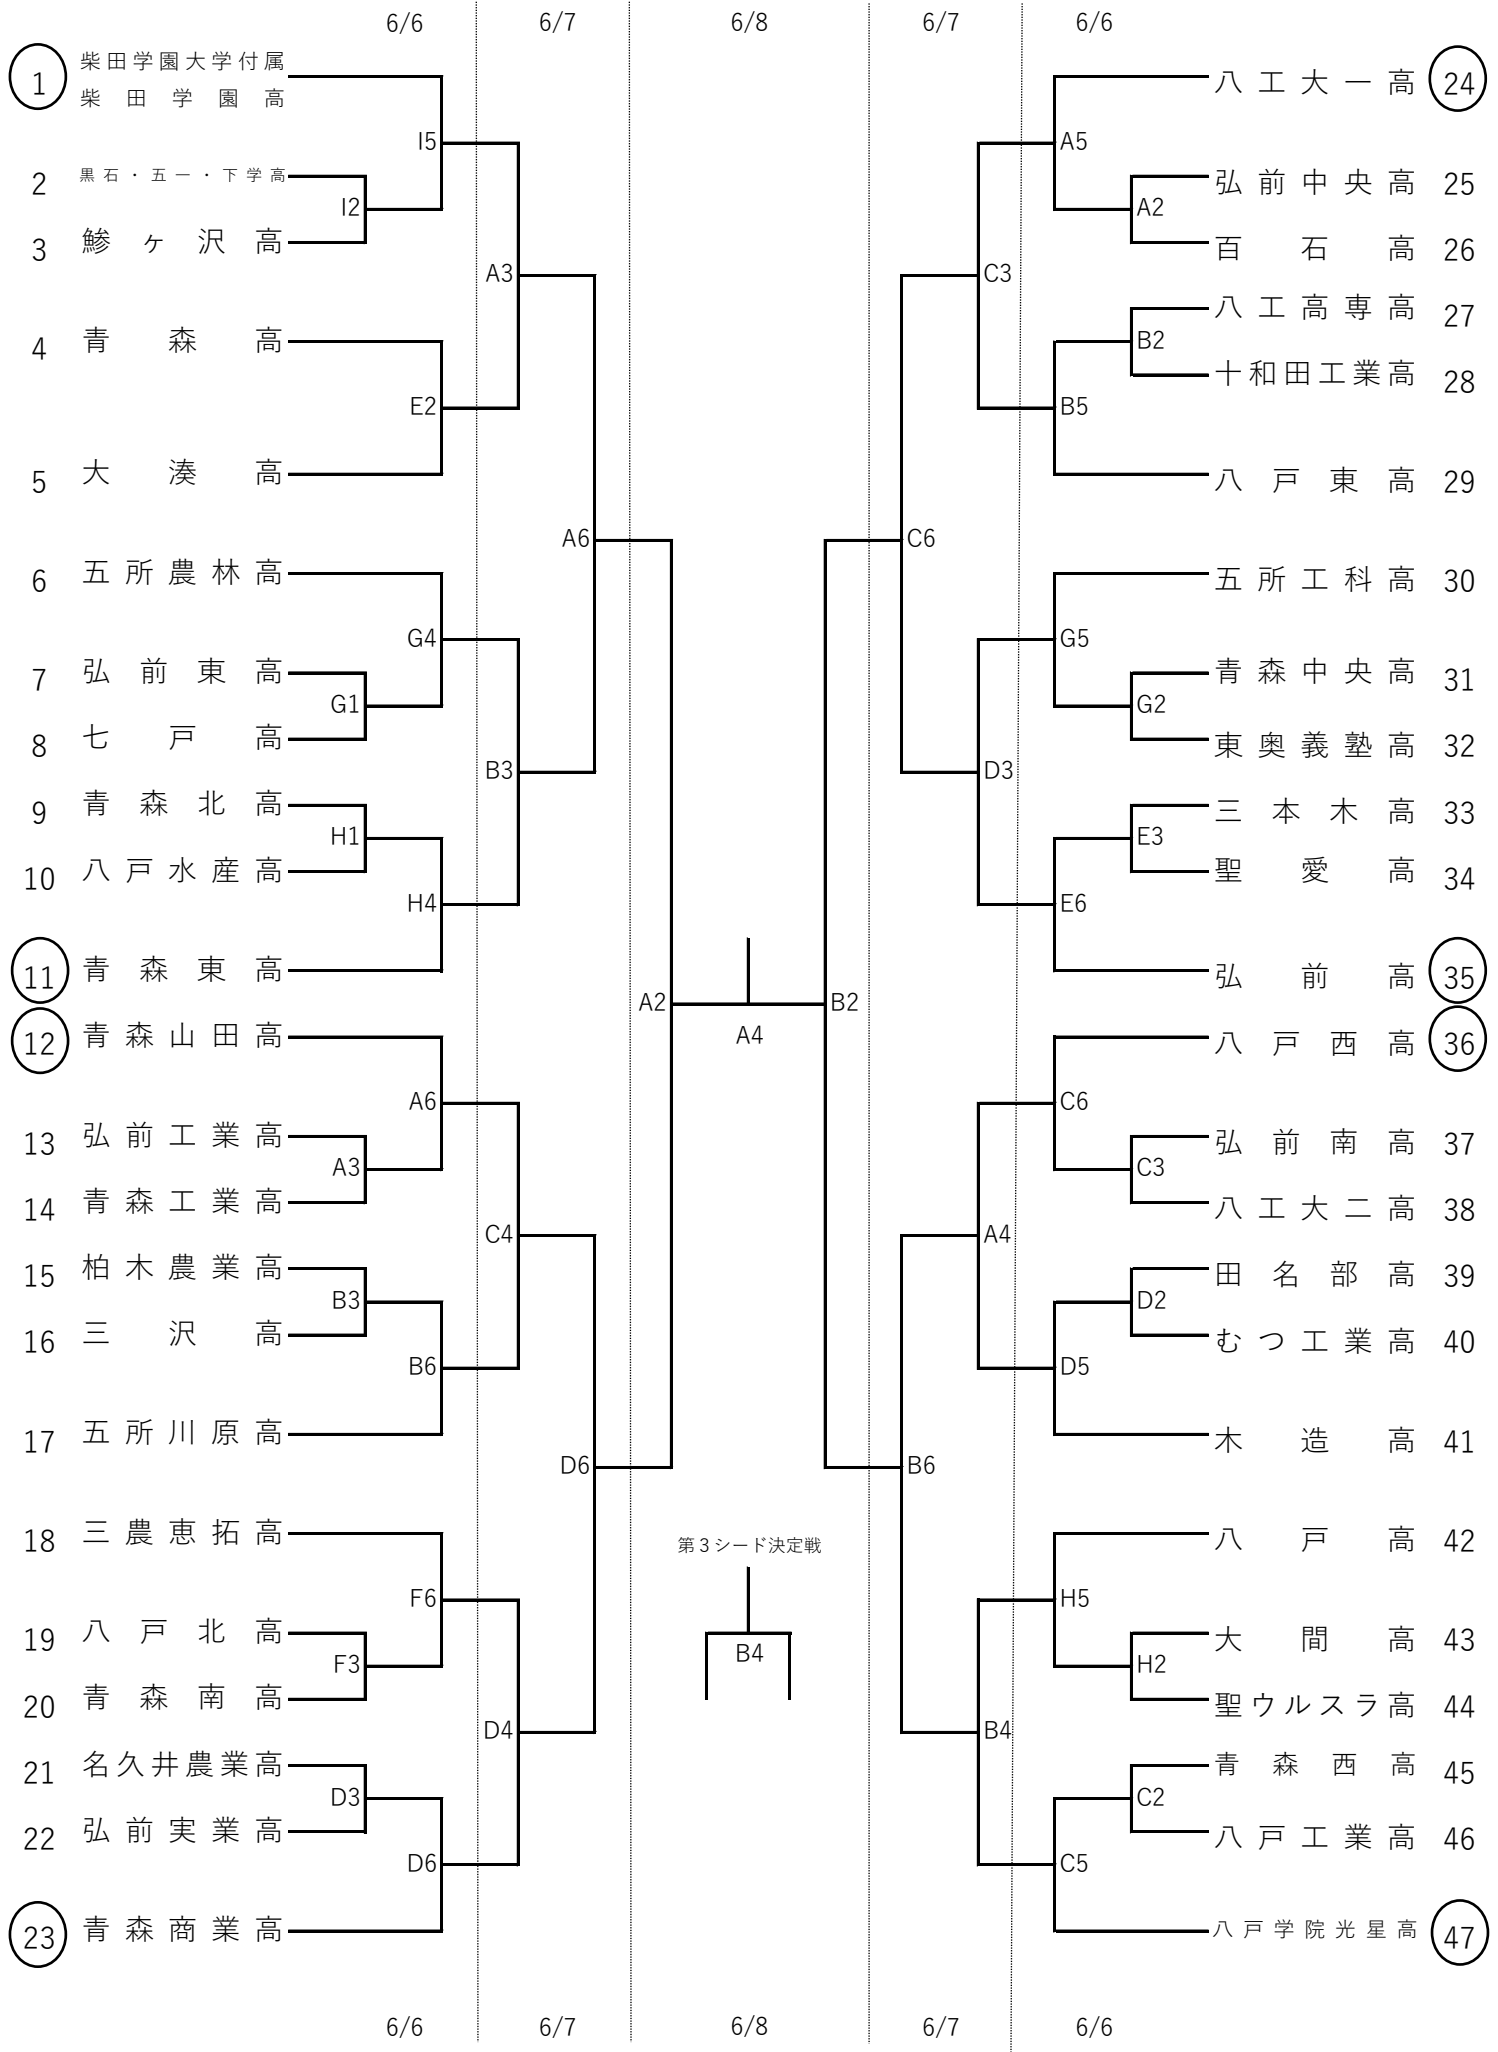 6/6 6/7 6/8 6/7 6/6
1 柴田学園大学付属
柴田学園高
I5
2 黒石・五一・下学高
I2
3 鰺ヶ沢高
A3
4 青森高
E2
5 大湊高
A6
6 五所農林高
G4
7 弘前東高
G1
8 七戸高
B3
9 青森北高
H1
10 八戸水産高
H4
11 青森東高
A2
12 青森山田高
A6
13 弘前工業高
A3
14 青森工業高
C4
15 柏木農業高
B3
16 三沢高
B6
17 五所川原高
D6
18 三農恵拓高
F6
19 八戸北高
F3
20 青森南高
D4
21 名久井農業高
D3
22 弘前実業高
D6
23 青森商業高
A4
第3シード決定戦
B4
八工大一高 24
A5
弘前中央高 25
A2
百石高 26
C3
八工高専高 27
B2
十和田工業高 28
B5
八戸東高 29
C6
五所工科高 30
G5
青森中央高 31
G2
東奥義塾高 32
D3
三本木高 33
E3
聖愛高 34
E6
弘前高 35
B2
八戸西高 36
C6
弘前南高 37
C3
八工大二高 38
A4
田名部高 39
D2
むつ工業高 40
D5
木造高 41
B6
八戸高 42
H5
大間高 43
H2
聖ウルスラ高 44
B4
青森西高 45
C2
八戸工業高 46
C5
八戸学院光星高 47
6/6 6/7 6/8 6/7 6/6